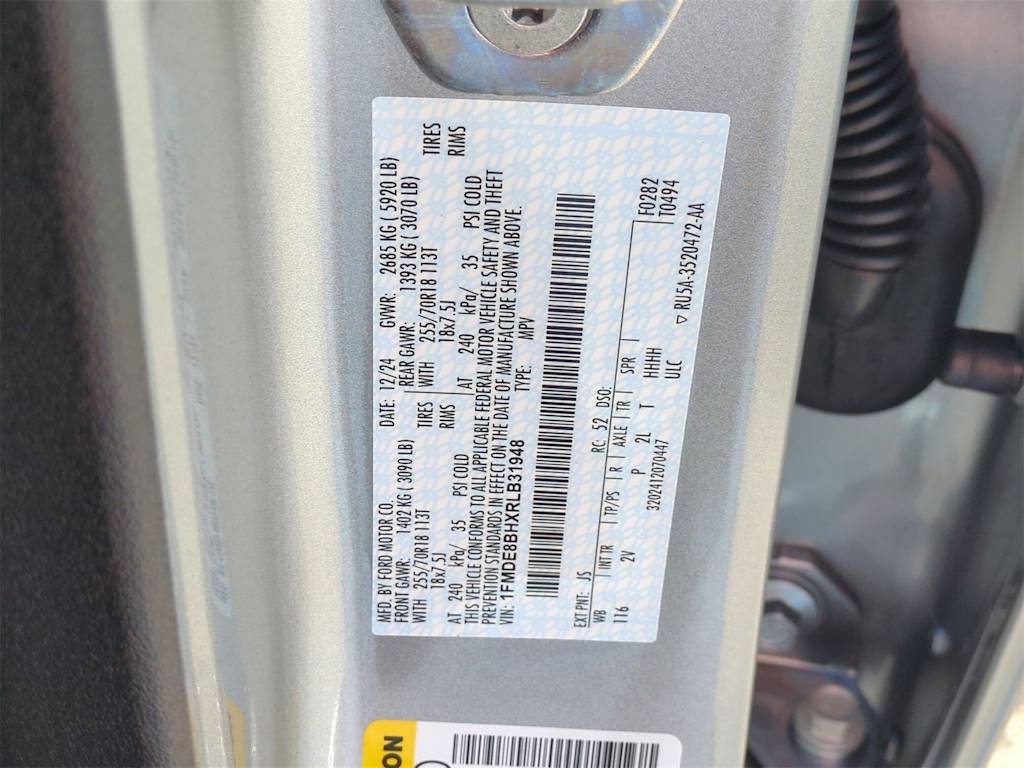 MFD. BY FORD MOTOR CO.
DATE: 12/24 GVWR: 2685 KG ( 5920 LB)
FRONT GAWR: 1402 KG ( 3090 LB)
REAR GAWR: 1393 KG ( 3070 LB)
WITH 255/70R18 113T TIRES
18x7.5J RIMS
WITH 255/70R18 113T TIRES
18x7.5J RIMS
AT 240 kPa/ 35 PSI COLD
AT 240 kPa/ 35 PSI COLD
THIS VEHICLE CONFORMS TO ALL APPLICABLE FEDERAL MOTOR VEHICLE SAFETY AND THEFT
PREVENTION STANDARDS IN EFFECT ON THE DATE OF MANUFACTURE SHOWN ABOVE.
VIN: 1FMDE8BHXRLB31948 TYPE: MPV
EXT PNT: JS RC: 52 DSO: F0282
WB | INT TR | TP/PS | R | AXLE | TR | SPR | T0494
116 2V P 2L T HHHH
3202412070447 ULC
▽ RU5A-3520472-AA
ON